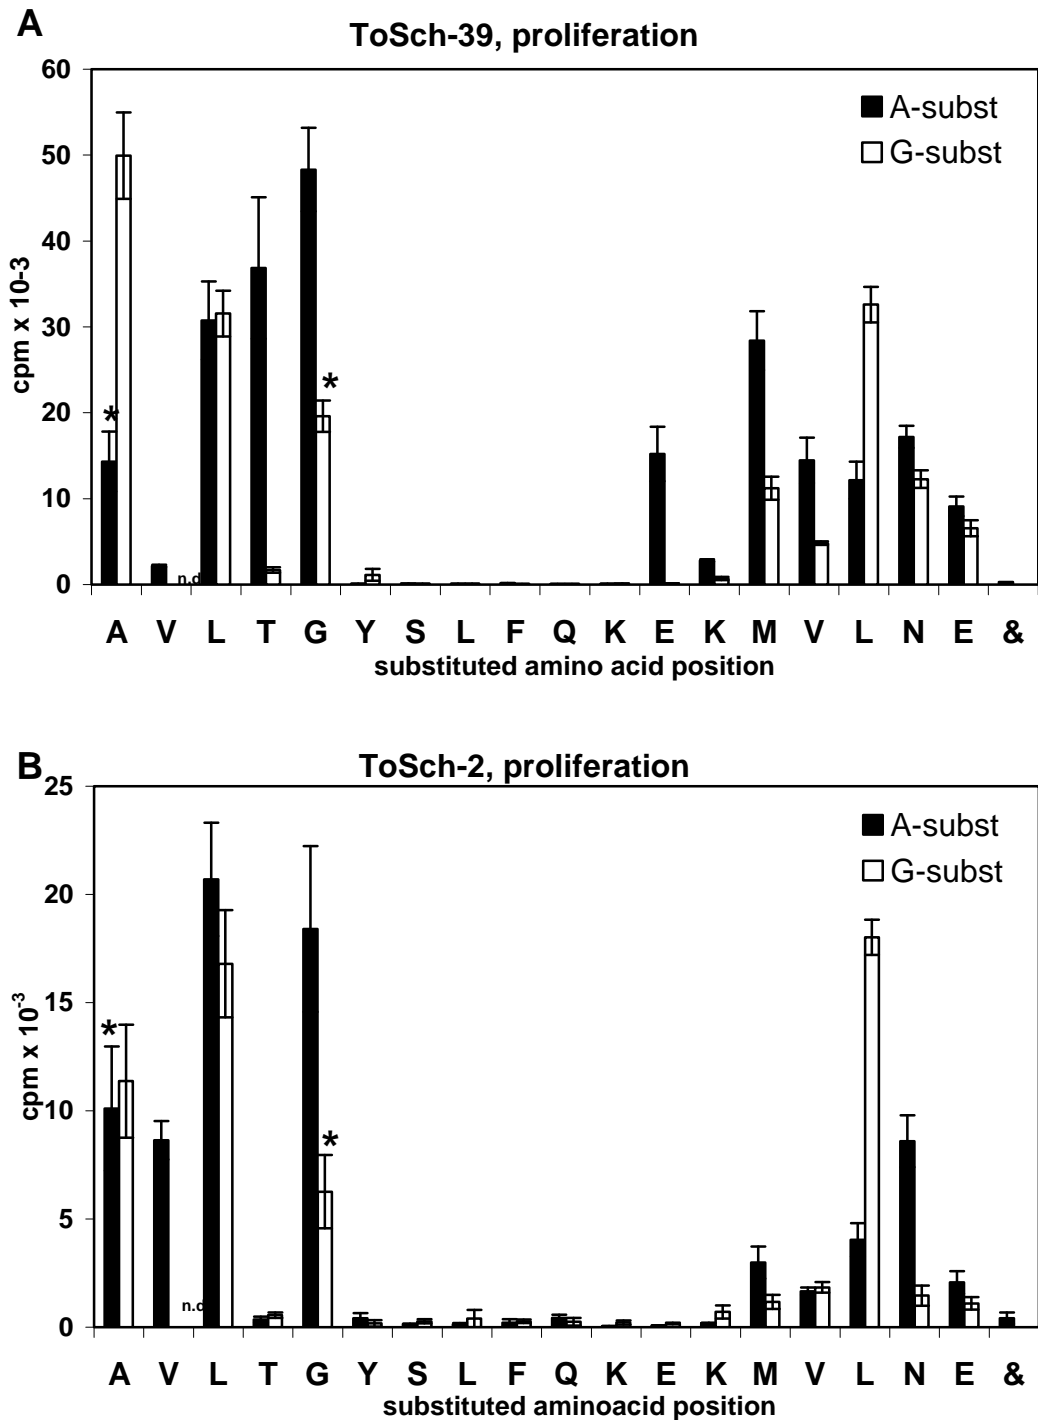 A
ToSch-39, proliferation
60
50
40
30
20
10
0
cpm x 10-3
A-subst
G-subst
*
*
n.d
A V L T G Y S L F Q K E K M V L N E &
substituted amino acid position
B
ToSch-2, proliferation
25
20
15
10
5
0
cpm x 10-3
A-subst
G-subst
*
*
n.d
A V L T G Y S L F Q K E K M V L N E &
substituted aminoacid position